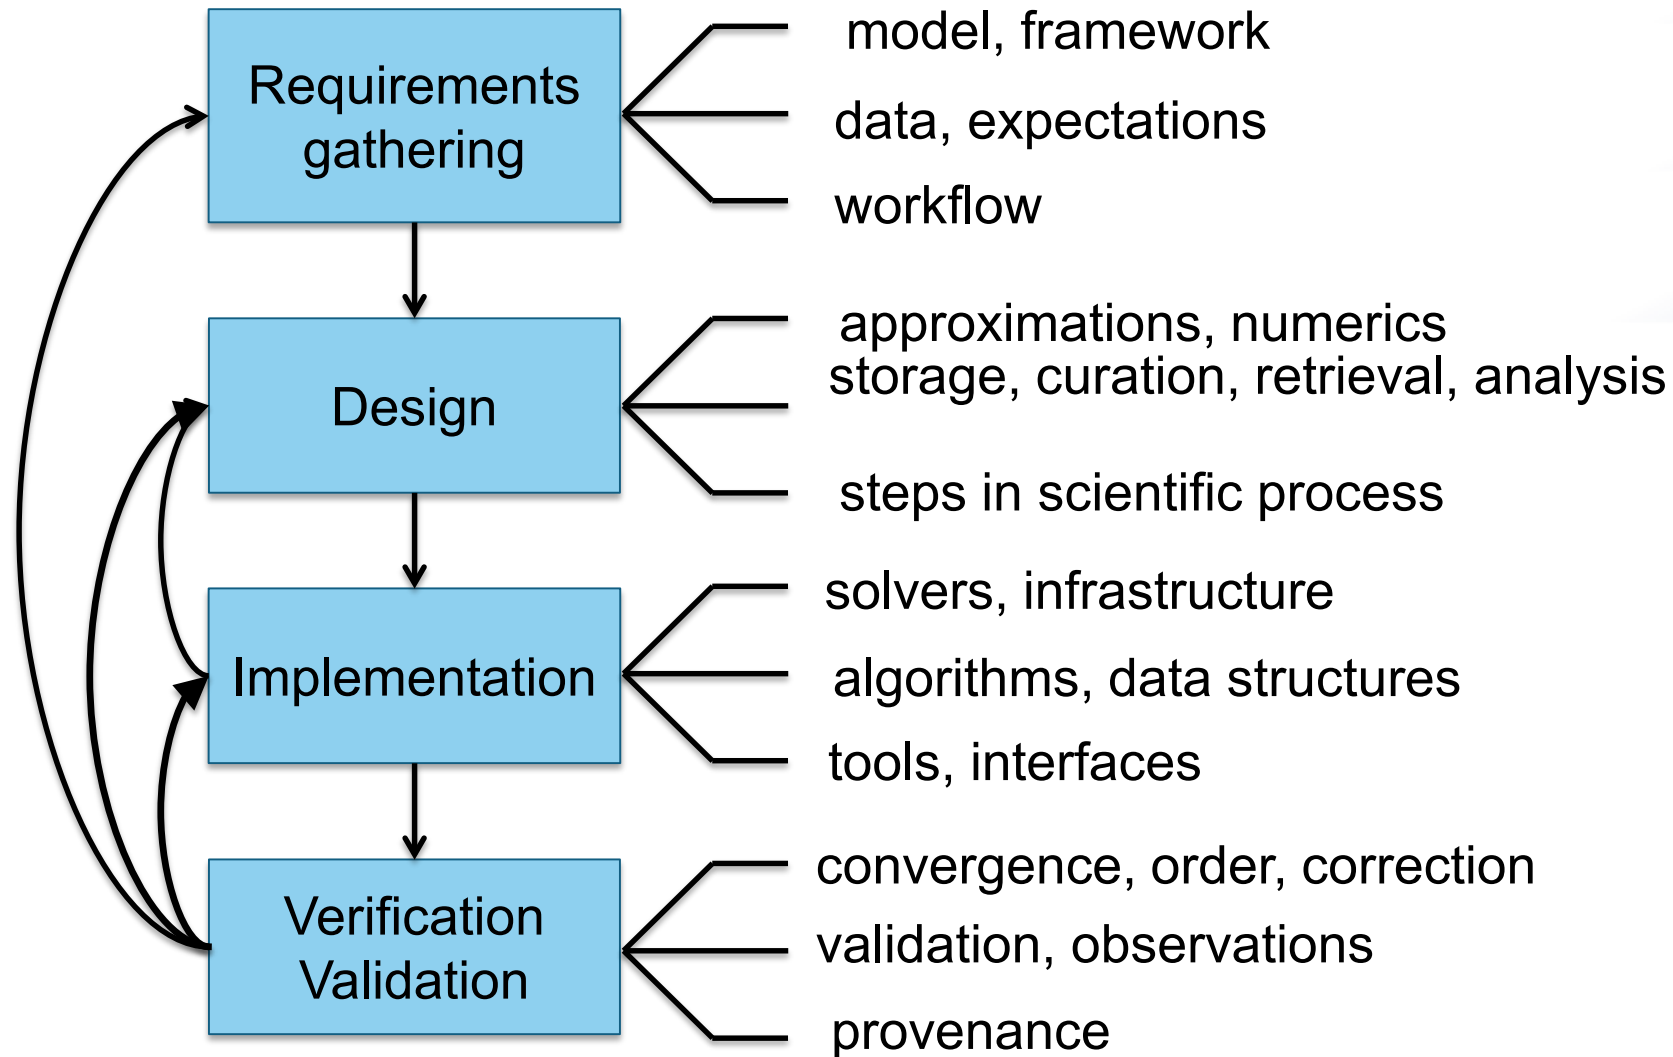 Requirements
gathering
model, framework
data, expectations
workflow
Design
approximations, numerics
storage, curation, retrieval, analysis
steps in scientific process
Implementation
solvers, infrastructure
algorithms, data structures
tools, interfaces
Verification
Validation
convergence, order, correction
validation, observations
provenance